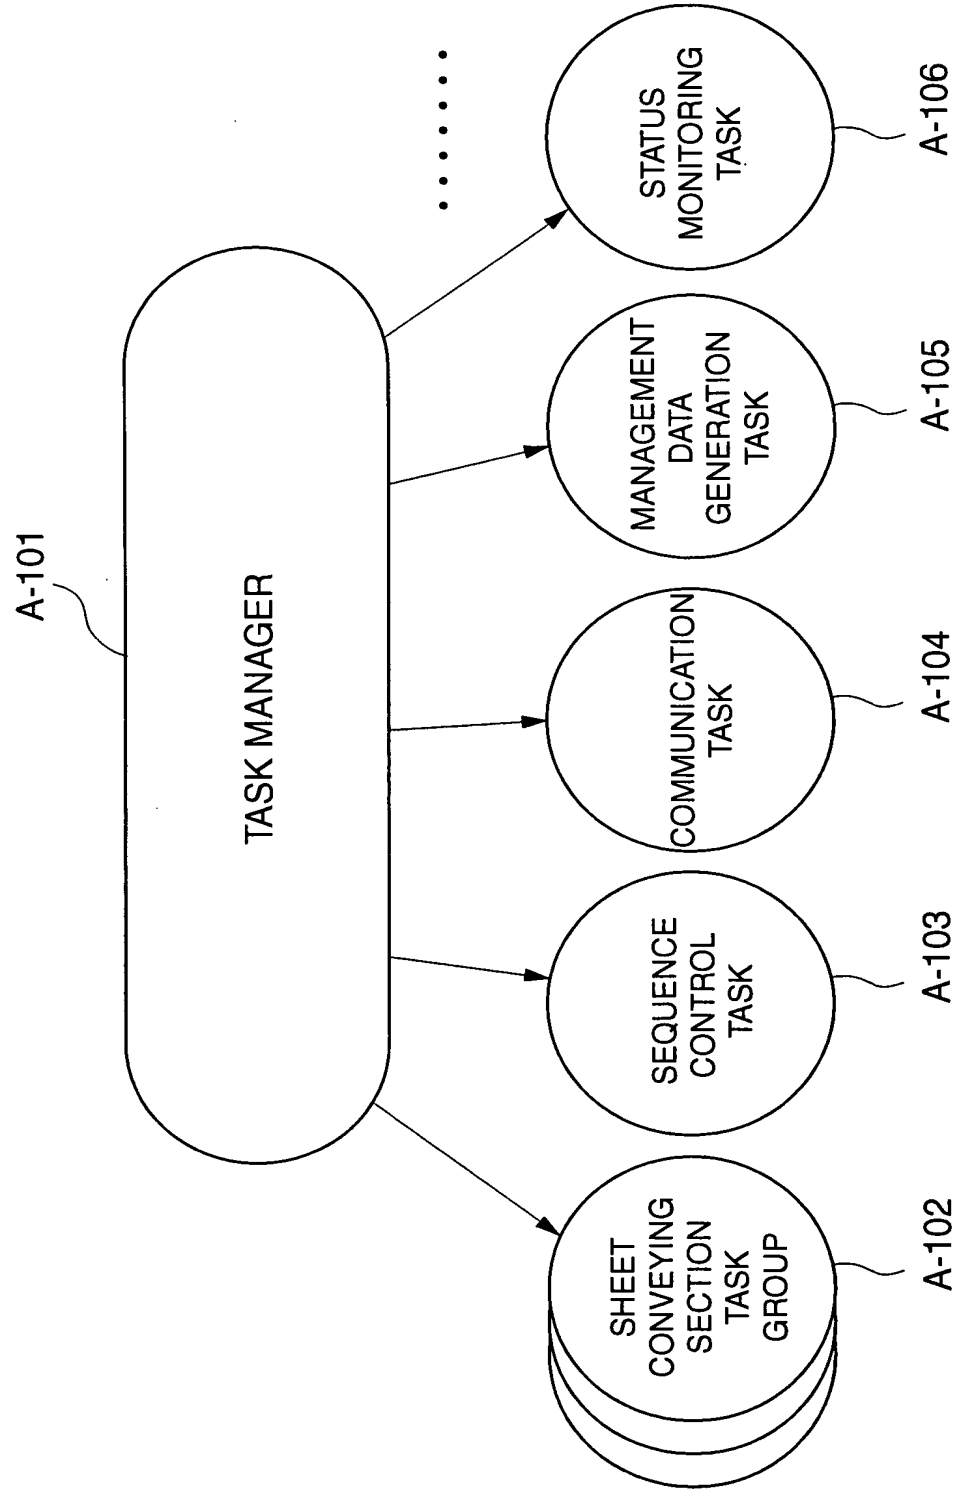 A-101
TASK MANAGER
SHEET
CONVEYING
SECTION
TASK
GROUP
SEQUENCE
CONTROL
TASK
COMMUNICATION
TASK
MANAGEMENT
DATA
GENERATION
TASK
STATUS
MONITORING
TASK
A-102
A-103
A-104
A-105
A-106